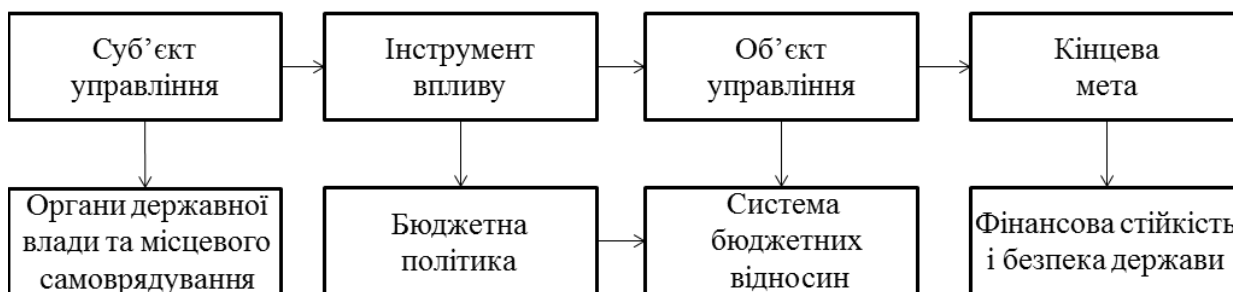 Суб’єкт
управління
Інструмент
впливу
Об’єкт
управління
Кінцева
мета
Органи державної
влади та місцевого
самоврядування
Бюджетна
політика
Система
бюджетних
відносин
Фінансова стійкість
і безпека держави